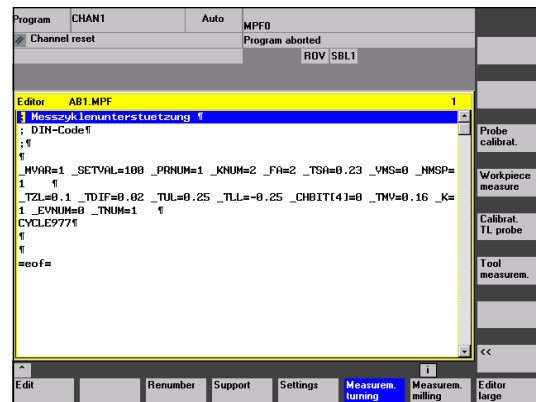 Program CHAN1 Auto MPF0
Channel reset Program aborted
ROV SBL1
Editor AB1.MPF 1
; Messzyklenunterstuetzung ¶
; DIN-Code¶
;¶
¶
_MVAR=1 _SETVAL=100 _PRNUM=1 _KNUM=2 _FA=2 _TSA=0.23 _VMS=0 _NMSP=
1 ¶
_TZL=0.1 _TDIF=0.02 _TUL=0.25 _TLL=-0.25 _CHBIT[4]=0 _TMV=0.16 _K=
1 _EVNUM=0 _TNUM=1 ¶
CYCLE977¶
¶
¶
=eof=
Probe
calibrat.
Workpiece
measure
Calibrat.
TL probe
Tool
measurem.
<<
^ i
Edit Renumber Support Settings Measurem. turning Measurem. milling Editor large